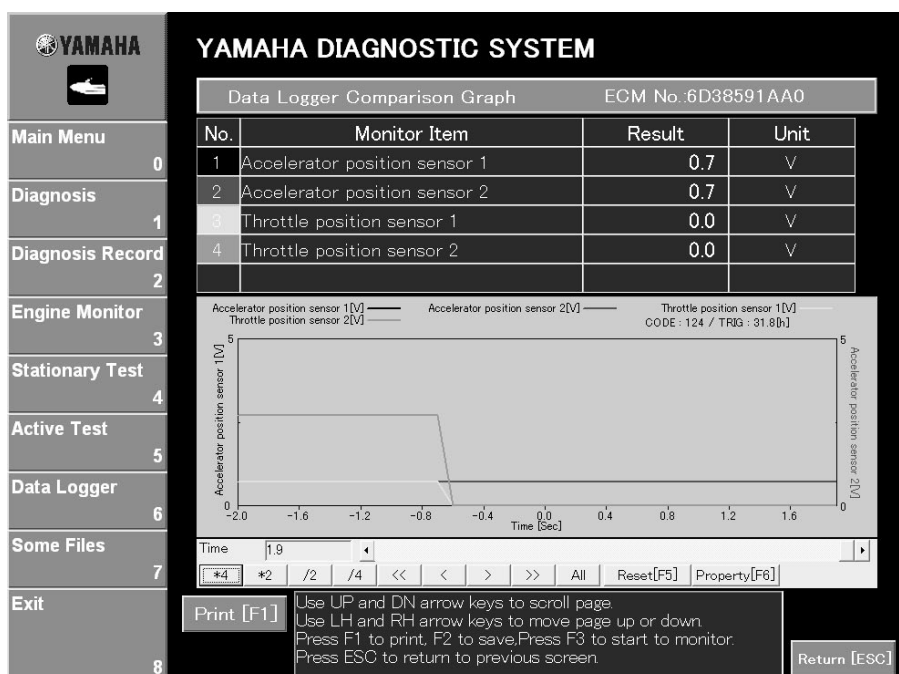 YAMAHA
YAMAHA DIAGNOSTIC SYSTEM
Data Logger Comparison Graph ECM No.:6D38591AA0
Main Menu
0
Diagnosis
1
Diagnosis Record
2
Engine Monitor
3
Stationary Test
4
Active Test
5
Data Logger
6
Some Files
7
Exit
8
No. Monitor Item Result Unit
1 Accelerator position sensor 1 0.7 V
2 Accelerator position sensor 2 0.7 V
3 Throttle position sensor 1 0.0 V
4 Throttle position sensor 2 0.0 V
Accelerator position sensor 1[V] Accelerator position sensor 2[V] Throttle position sensor 1[V]
Throttle position sensor 2[V] CODE : 124 / TRIG : 31.8[h]
5 5
Accelerator position sensor 1[V]
Accelerator position sensor 2[V]
0 0
-2.0 -1.6 -1.2 -0.8 -0.4 0.0 0.4 0.8 1.2 1.6
Time [Sec]
Time 1.9
*4 *2 /2 /4 << < > >> All Reset[F5] Property[F6]
Print [F1]
Use UP and DN arrow keys to scroll page.
Use LH and RH arrow keys to move page up or down.
Press F1 to print, F2 to save,Press F3 to start to monitor.
Press ESC to return to previous screen.
Return [ESC]